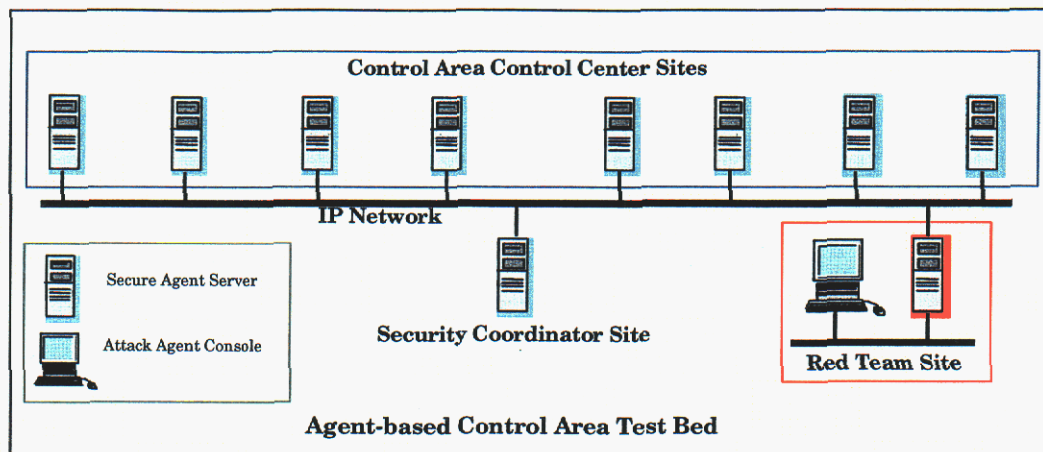 Control Area Control Center Sites
IP Network
Secure Agent Server
Attack Agent Console
Security Coordinator Site
Red Team Site
Agent-based Control Area Test Bed